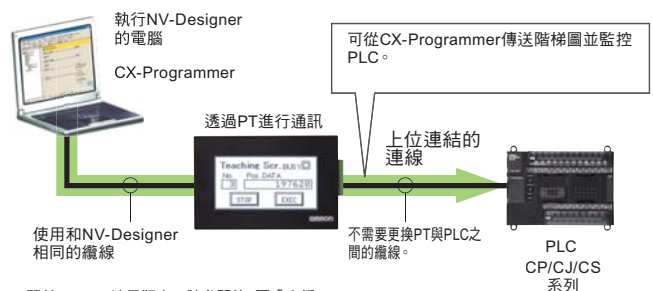 執行NV-Designer
的電腦
CX-Programmer
可從CX-Programmer傳送階梯圖並監控
PLC。
透過PT進行通訊
上位連結的
連線
Teaching Scr. BUSY
No. Pos.DATA
3 197628
STOP EXEC
OMRON
使用和NV-Designer
相同的纜線
不需要更換PT與PLC之
間的纜線。
PLC
CP/CJ/CS
系列